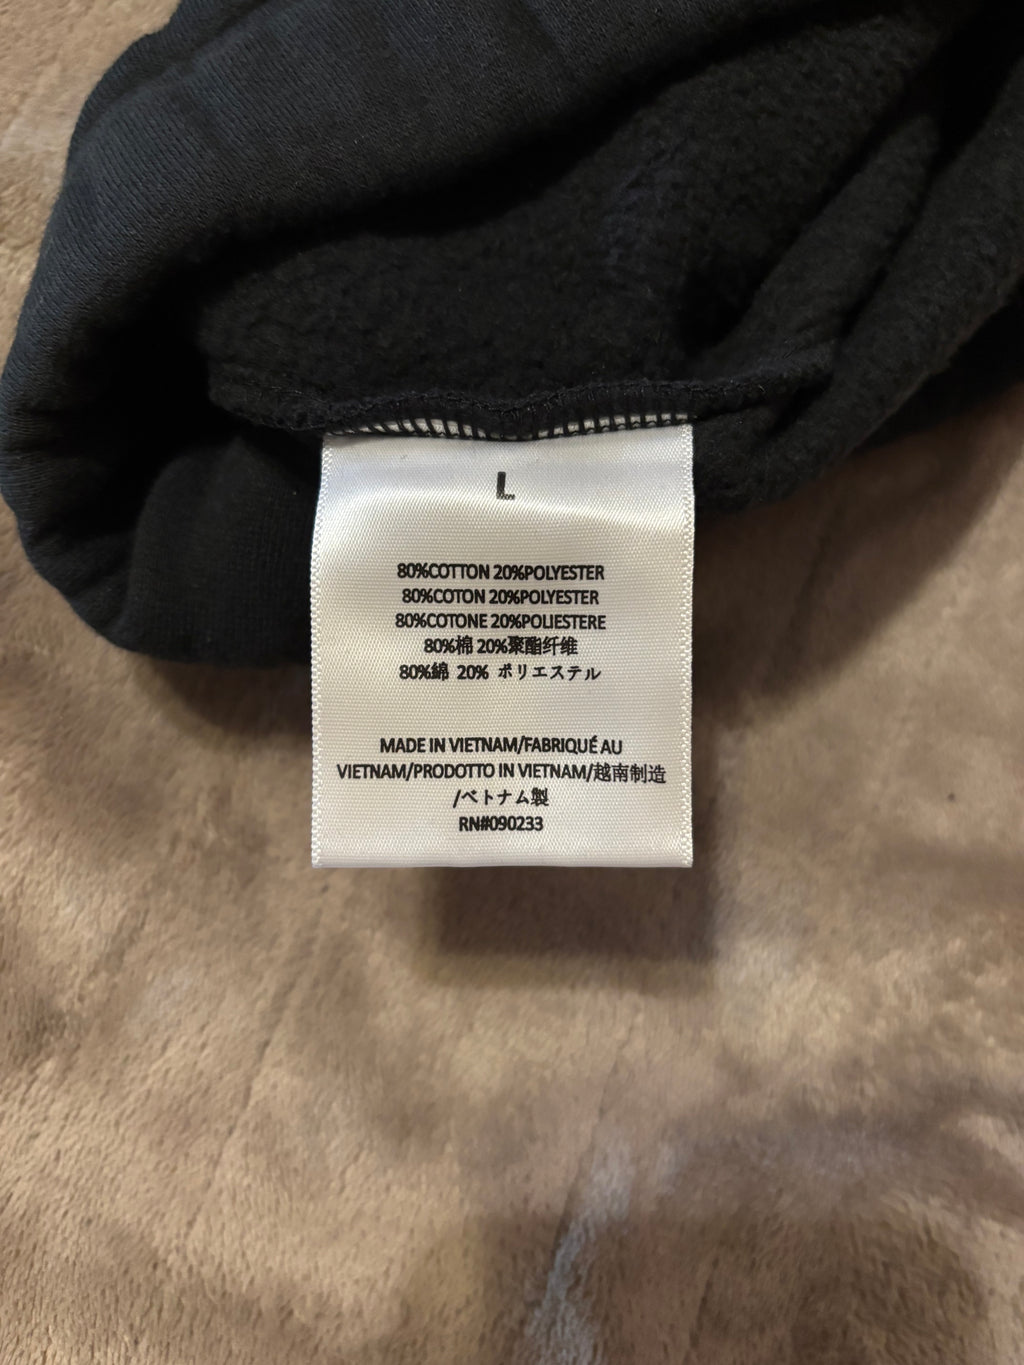 L
80%COTTON 20%POLYESTER
80%COTON 20%POLYESTER
80%COTONE 20%POLIESTERE
80%棉 20%聚酯纤维
80%綿 20% ポリエステル
MADE IN VIETNAM/FABRIQUÉ AU
VIETNAM/PRODOTTO IN VIETNAM/越南制造
/ベトナム製
RN#090233